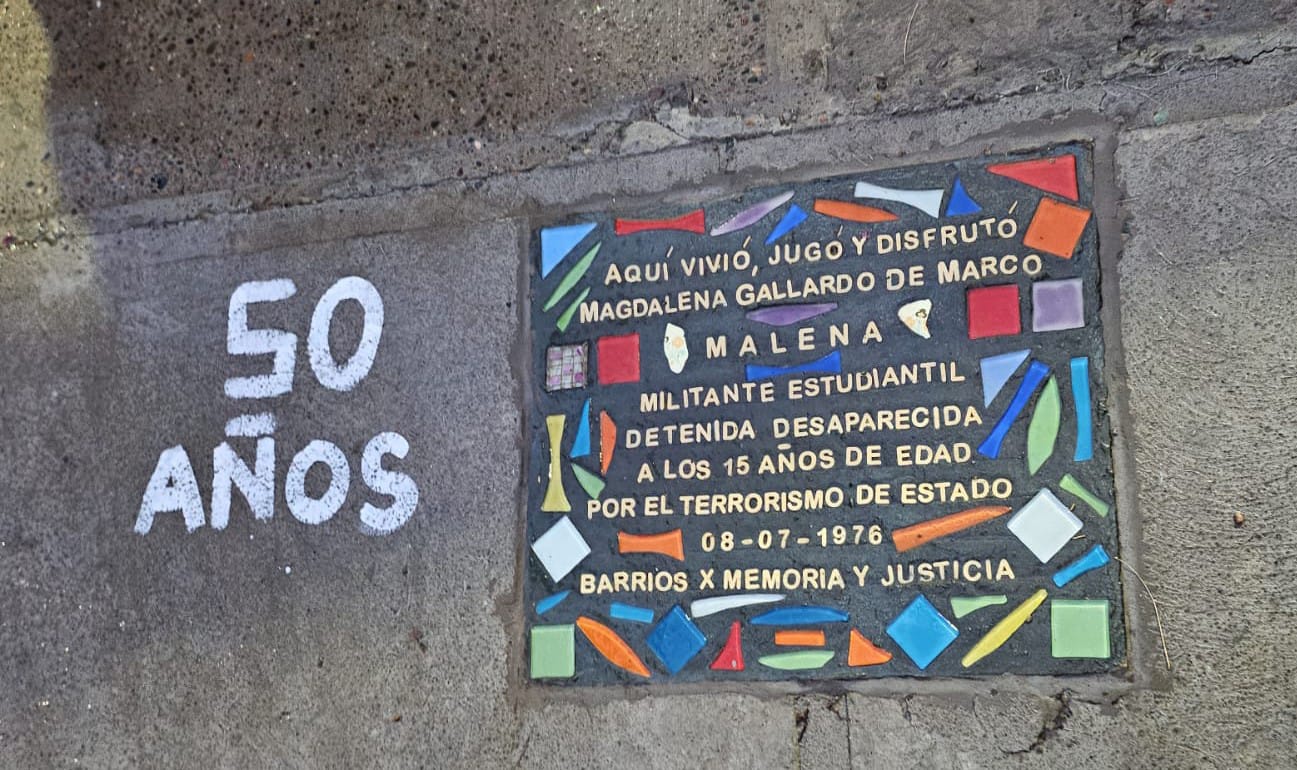 50
AÑOS
AQUÍ VIVIÓ, JUGÓ Y DISFRUTÓ
MAGDALENA GALLARDO DE MARCO
MALENA
MILITANTE ESTUDIANTIL
DETENIDA DESAPARECIDA
A LOS 15 AÑOS DE EDAD
POR EL TERRORISMO DE ESTADO
08-07-1976
BARRIOS X MEMORIA Y JUSTICIA